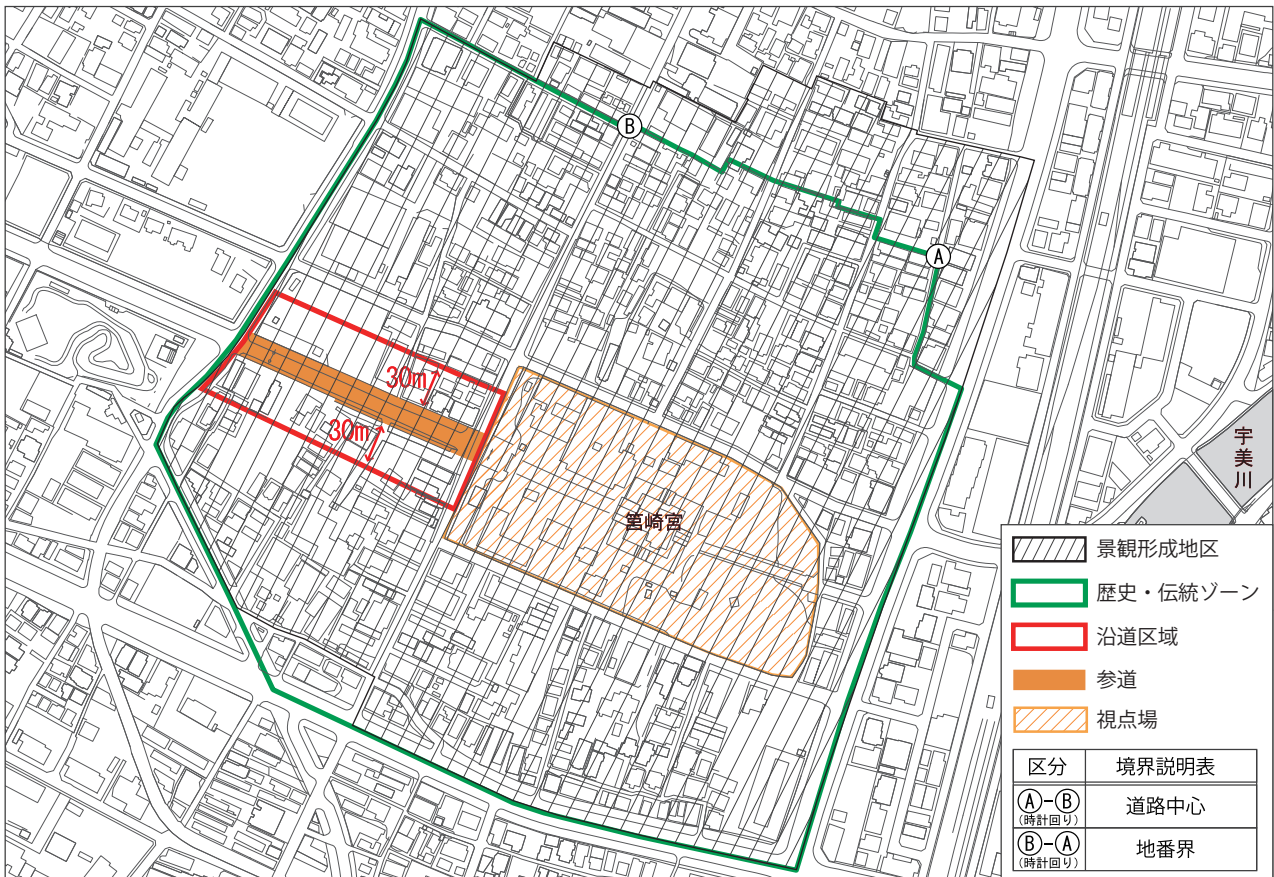 Ⓑ
Ⓐ
30m
30m
筥崎宮
宇美川
景観形成地区
歴史・伝統ゾーン
沿道区域
参道
視点場
区分 境界説明表
Ⓐ-Ⓑ 道路中心
(時計回り)
Ⓑ-Ⓐ 地番界
(時計回り)